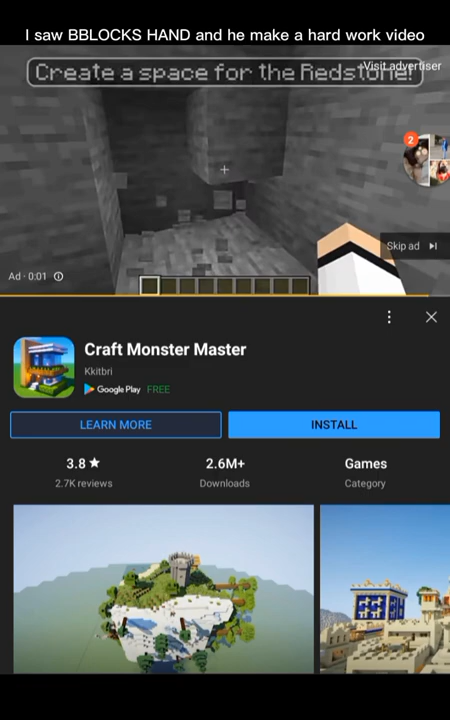 I saw BBLOCKS HAND and he make a hard work video
Create a space for the Redstone!
Visit advertiser
2
Skip ad
Ad · 0:01
Craft Monster Master
Kkitbri
Google Play FREE
LEARN MORE
INSTALL
3.8 ★
2.6M+
Games
2.7K reviews
Downloads
Category